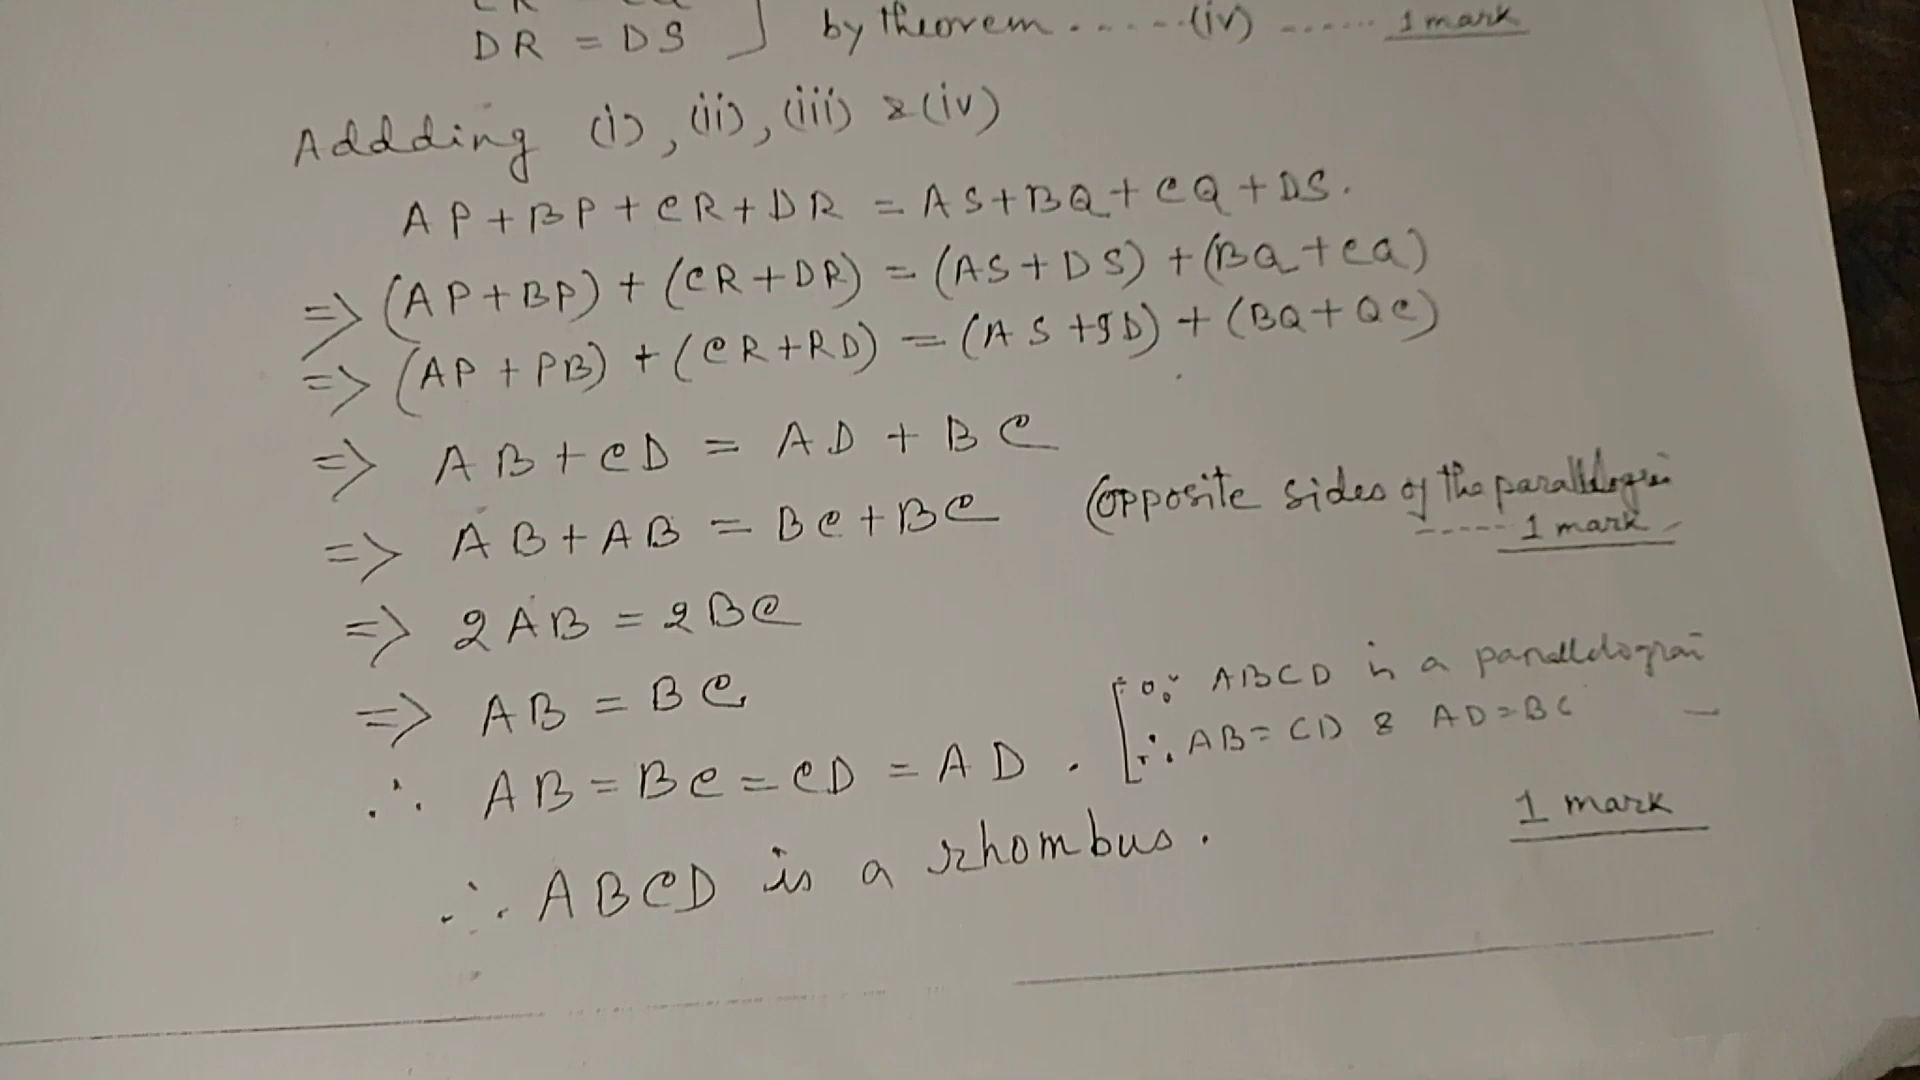 DR = DS ] by theorem ..... (iv) ...... 1 mark
Addding (i), (ii), (iii) & (iv)
AP + BP + CR + DR = AS + BQ + CQ + DS.
=> (AP + BP) + (CR + DR) = (AS + DS) + (BQ + CQ)
=> (AP + PB) + (CR + RD) = (AS + SD) + (BQ + QC)
=> AB + CD = AD + BC
=> AB + AB = BC + BC (opposite sides of the
----- 1 mark
=> 2AB = 2BC
=> AB = BC
[∵ ABCD is a
∴ AB = BC = CD = AD . [∴ AB = CD & AD = BC
1 mark
∴ ABCD is a rhombus.